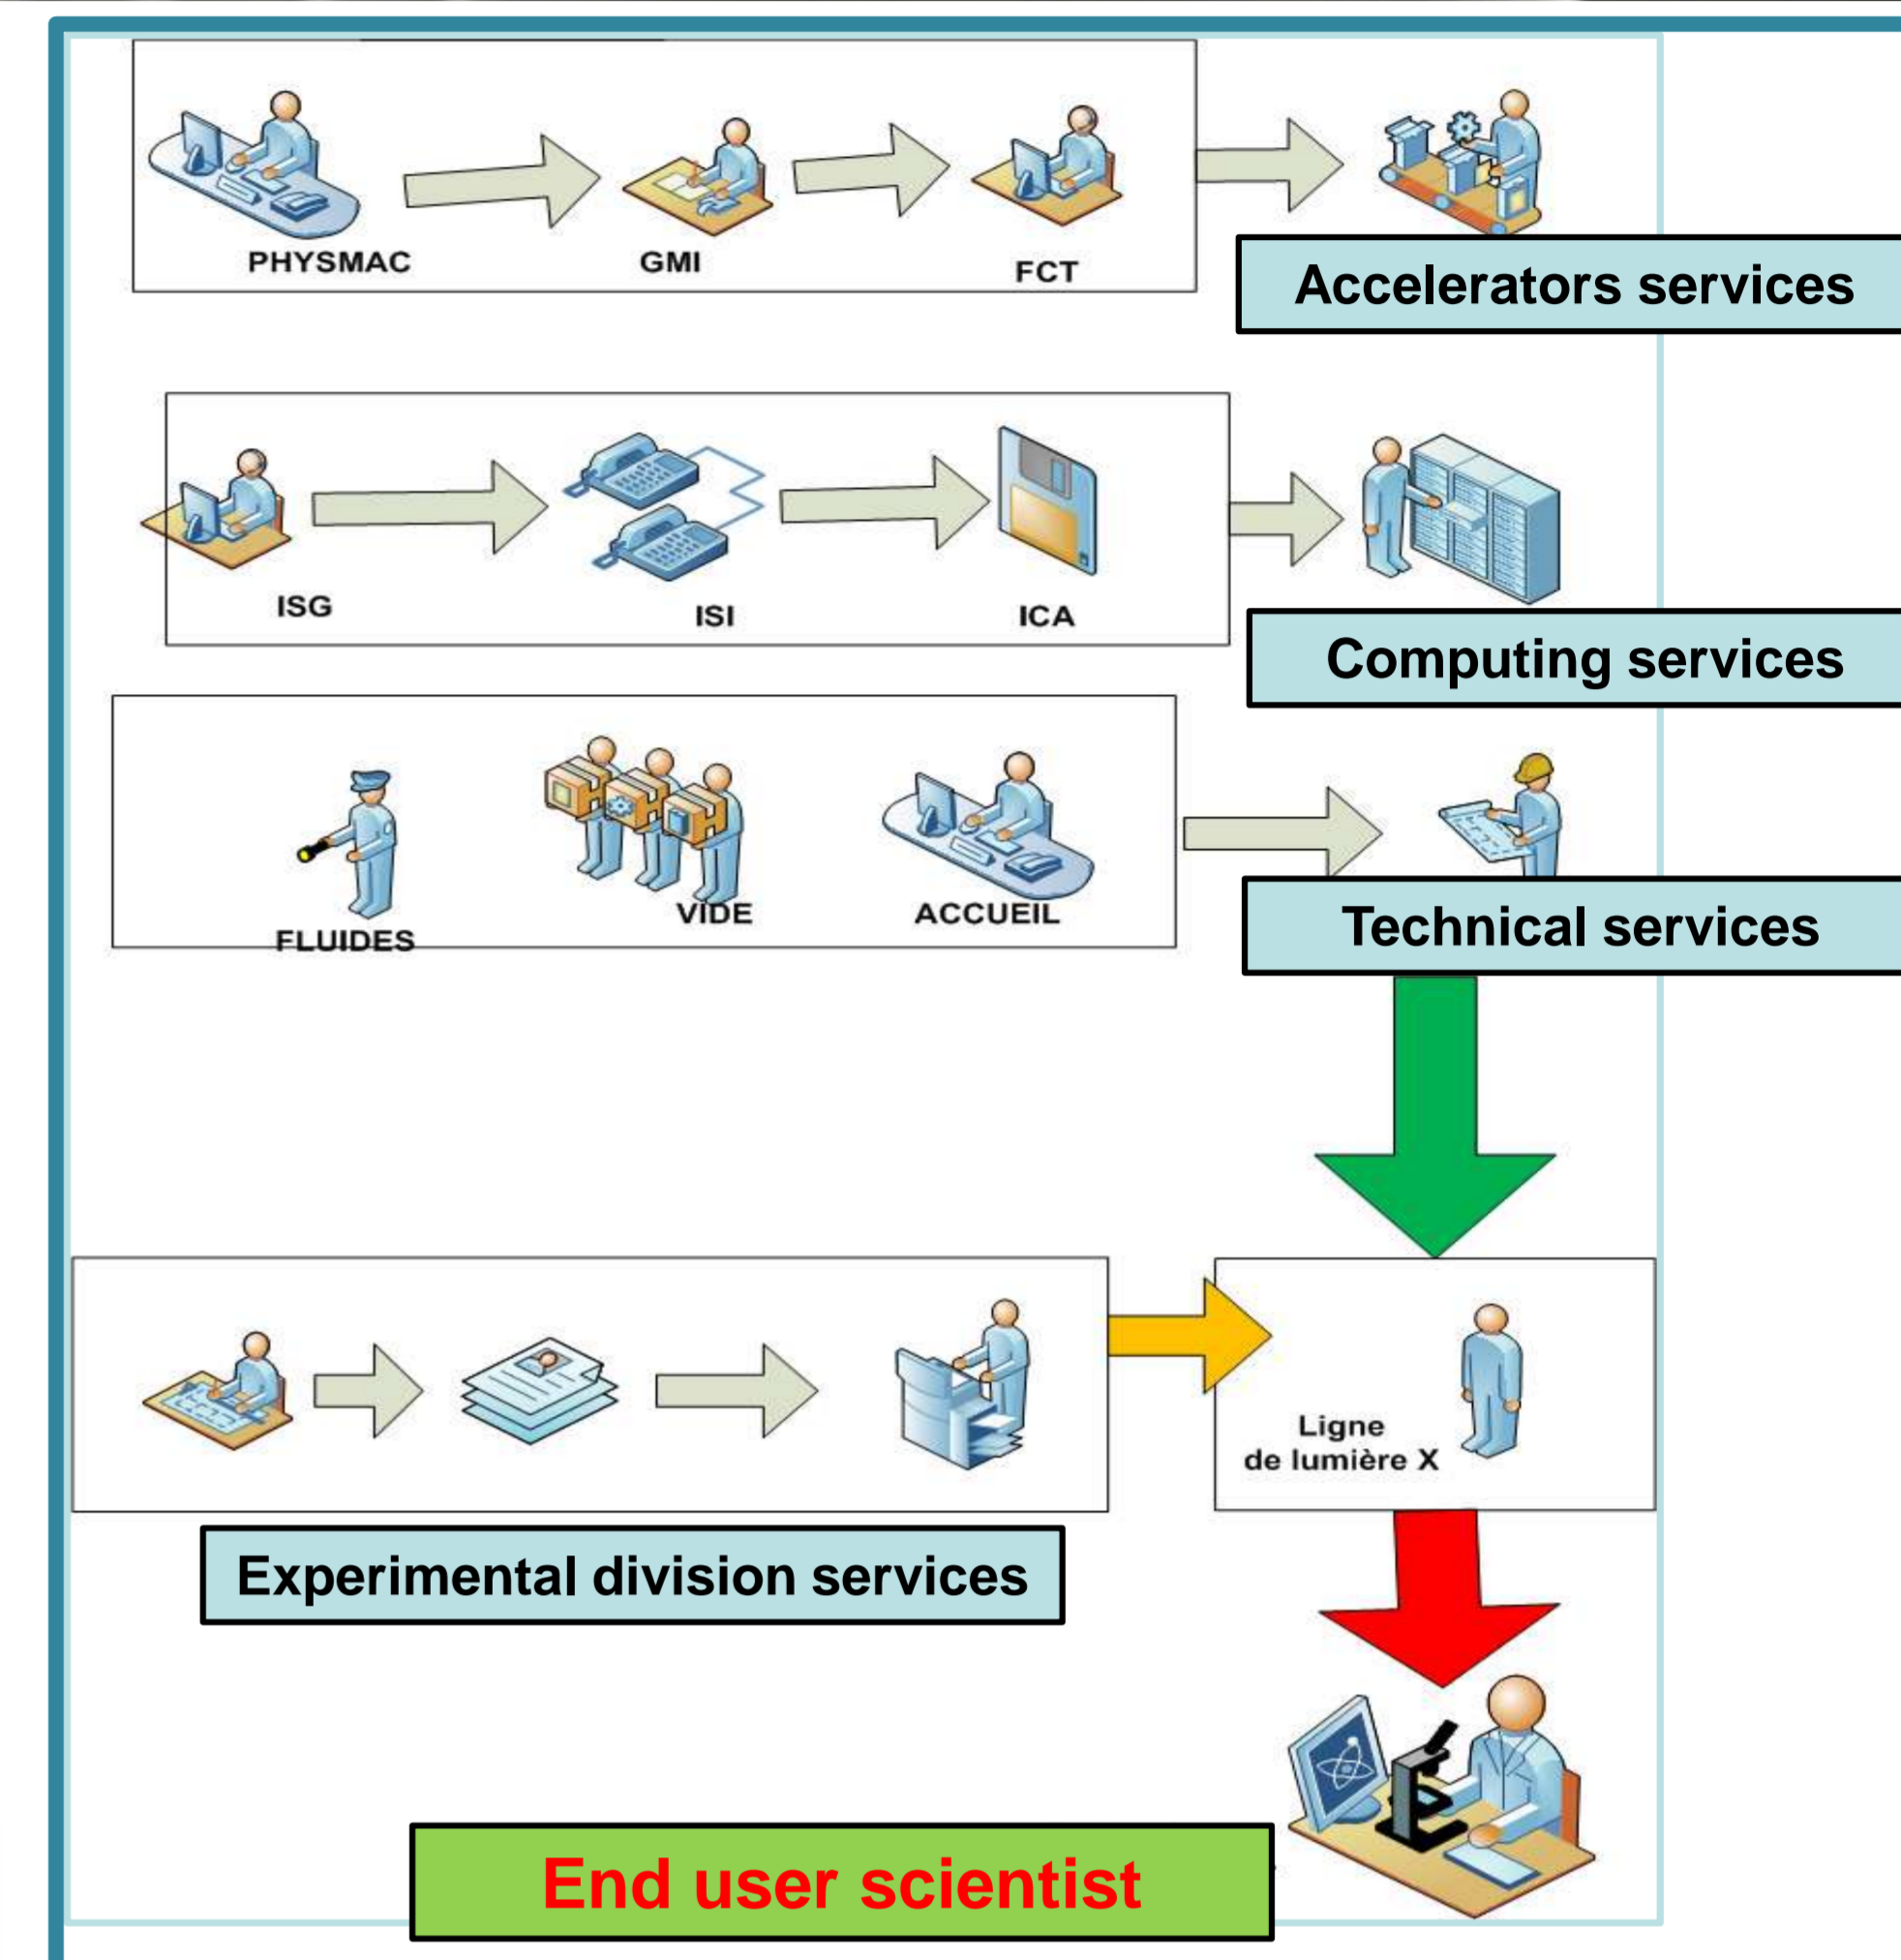 PHYSMAC
GMI
FCT
Accelerators services
ISG
ISI
ICA
Computing services
FLUIDES
VIDE
ACCUEIL
Technical services
Ligne
de lumière X
Experimental division services
End user scientist